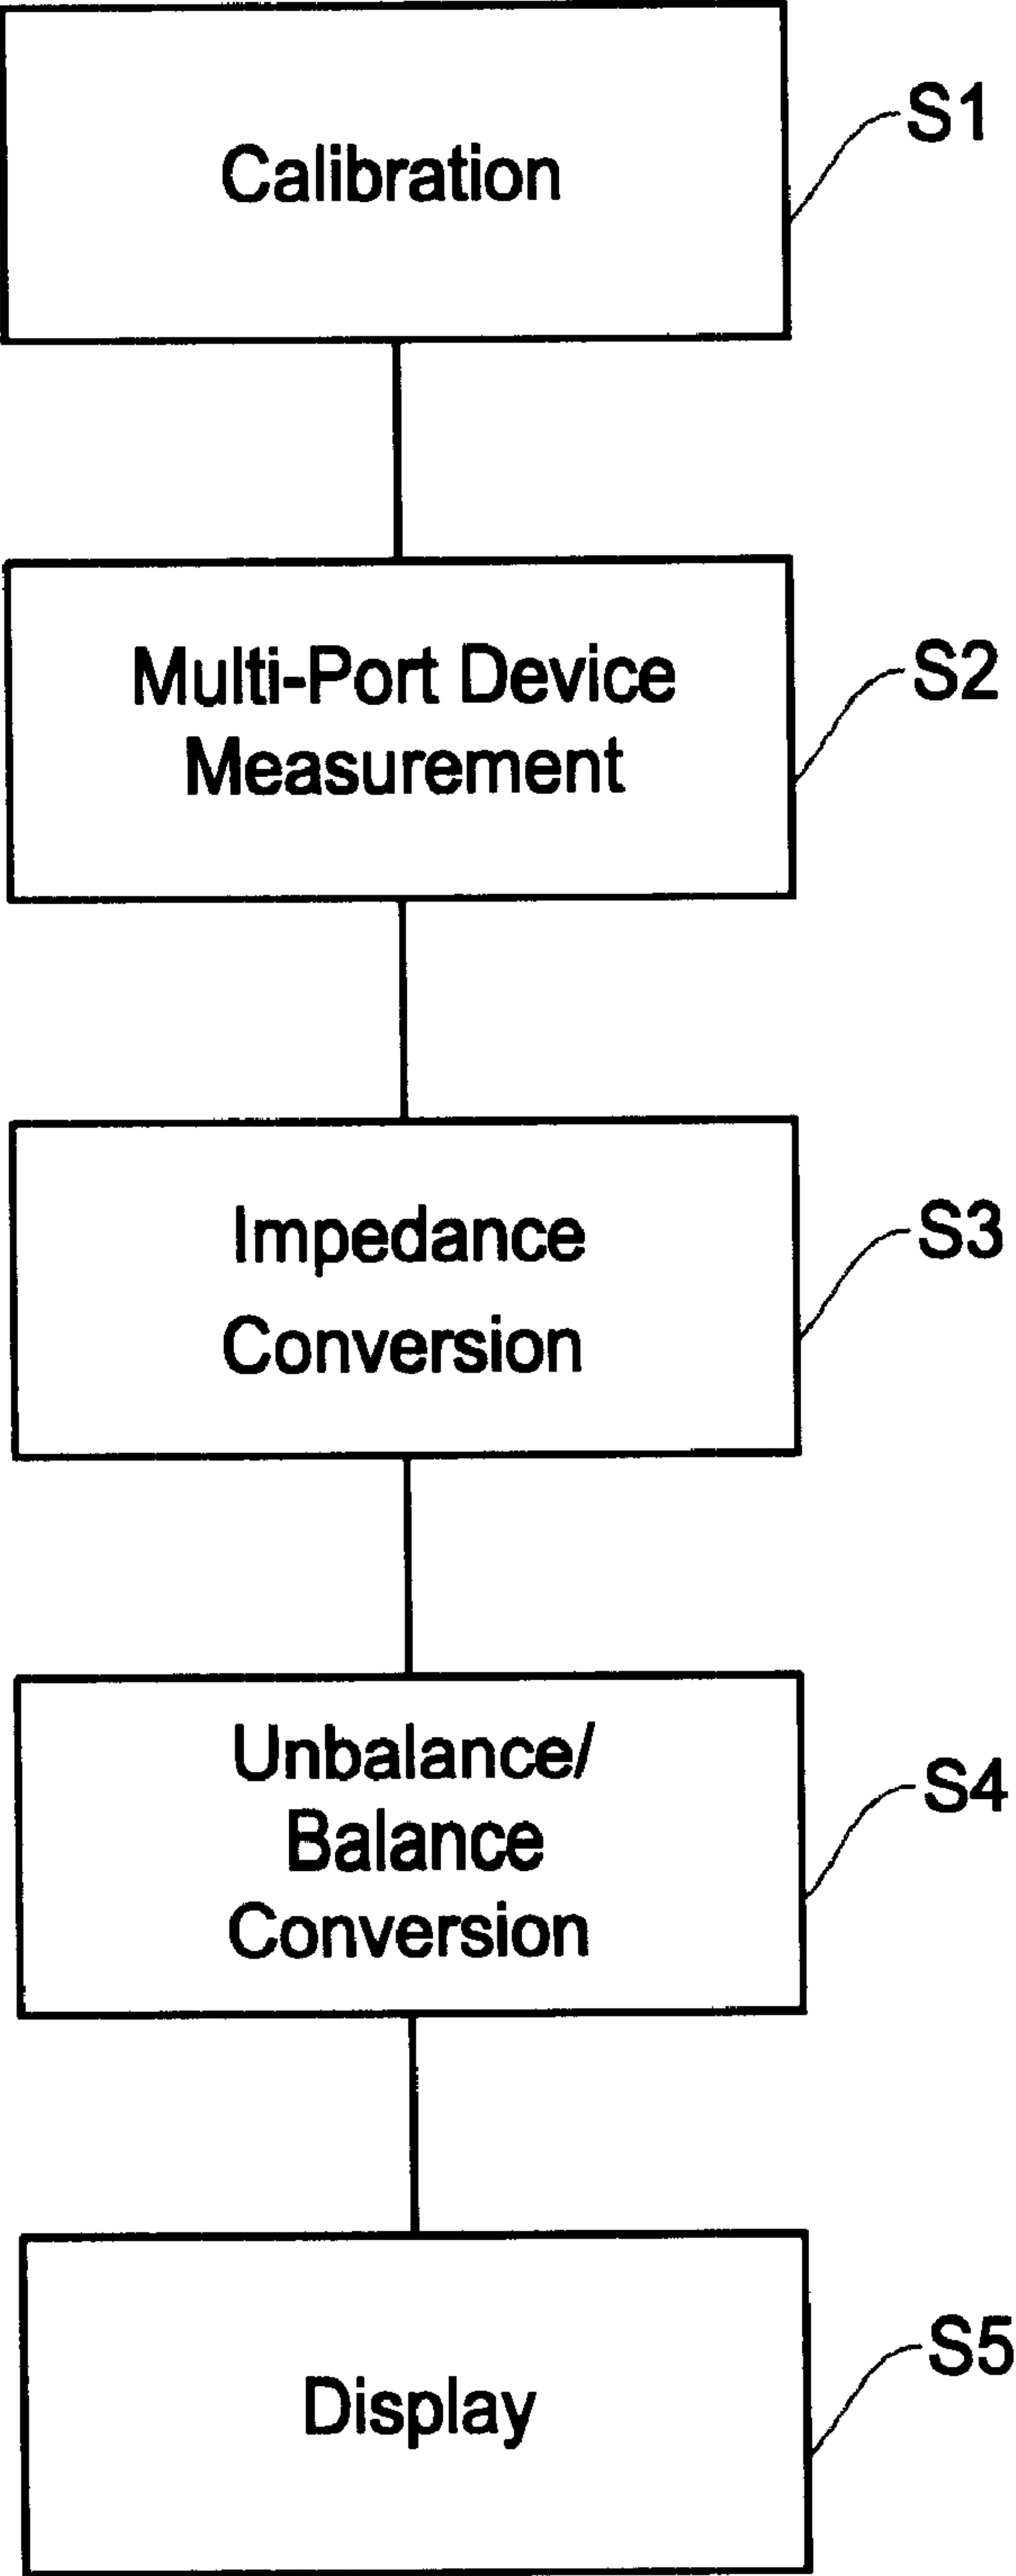 Calibration
S1
Multi-Port Device
Measurement
S2
Impedance
Conversion
S3
Unbalance/
Balance
Conversion
S4
Display
S5